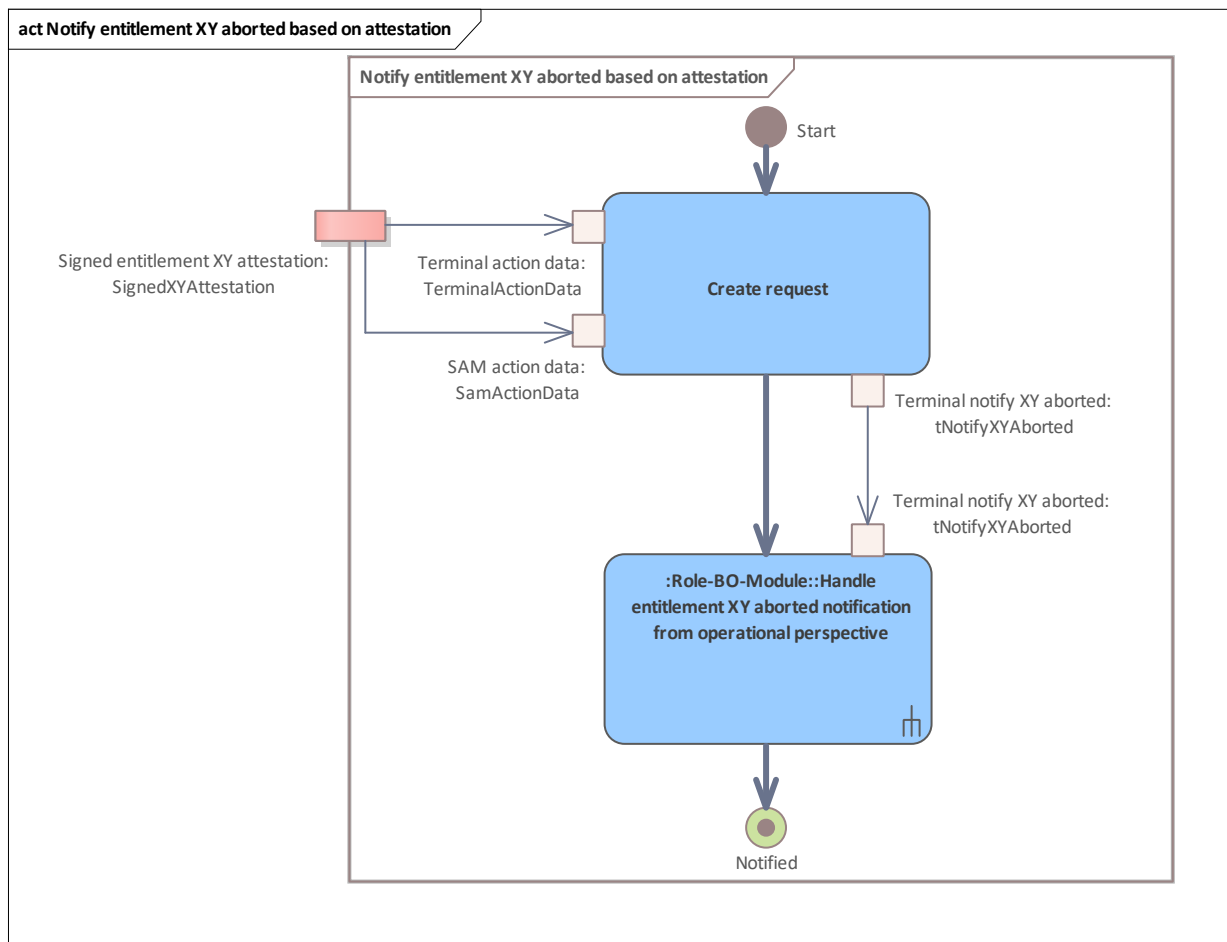 act Notify entitlement XY aborted based on attestation
Notify entitlement XY aborted based on attestation
Start
Signed entitlement XY attestation:
SignedXYAttestation
Terminal action data:
TerminalActionData
Create request
SAM action data:
SamActionData
Terminal notify XY aborted:
tNotifyXYAborted
Terminal notify XY aborted:
tNotifyXYAborted
:Role-BO-Module::Handle
entitlement XY aborted notification
from operational perspective
Notified